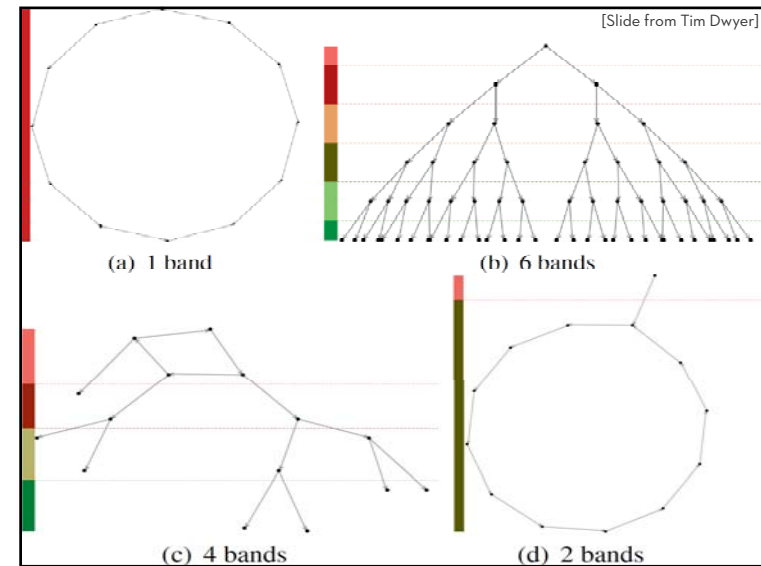 [Slide from Tim Dwyer]
(a) 1 band
(b) 6 bands
(c) 4 bands
(d) 2 bands